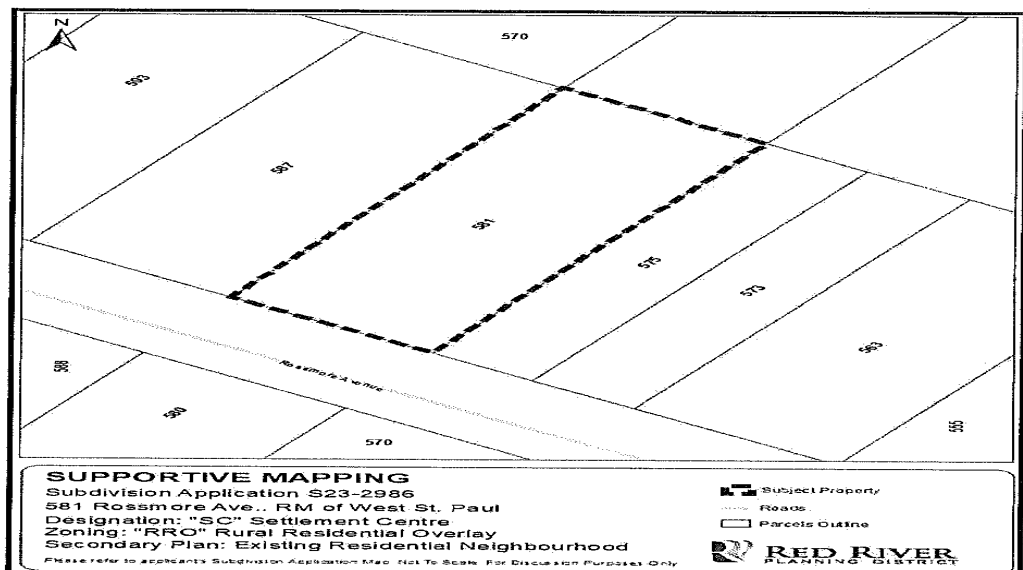 N
570
593
587
581
575
573
563
555
588
580
570
Rossmore Avenue
SUPPORTIVE MAPPING
Subdivision Application S23-2986
581 Rossmore Ave., RM of West St. Paul
Designation: "SC" Settlement Centre
Zoning: "RRO" Rural Residential Overlay
Secondary Plan: Existing Residential Neighbourhood
Please refer to applicants Subdivision Application Map. Not To Scale. For Discussion Purposes Only
Subject Property
Roads
Parcels Outline
RED RIVER
PLANNING DISTRICT